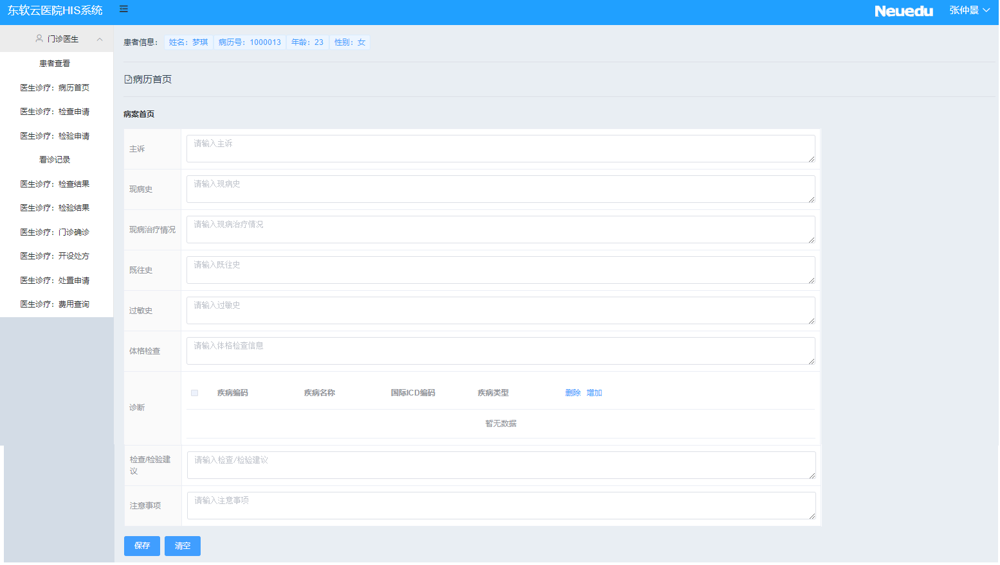 东软云医院HIS系统
Neuedu 张仲景
门诊医生
患者查看
医生诊疗：病历首页
医生诊疗：检查申请
医生诊疗：检验申请
看诊记录
医生诊疗：检查结果
医生诊疗：检验结果
医生诊疗：门诊确诊
医生诊疗：开设处方
医生诊疗：处置申请
医生诊疗：费用查询
患者信息： 姓名：梦琪 病历号：1000013 年龄：23 性别：女
病历首页
病案首页
主诉 请输入主诉
现病史 请输入现病史
现病治疗情况 请输入现病治疗情况
既往史 请输入既往史
过敏史 请输入过敏史
体格检查 请输入体格检查信息
诊断
疾病编码 疾病名称 国际ICD编码 疾病类型 删除 增加
暂无数据
检查/检验建
议
请输入检查/检验建议
注意事项 请输入注意事项
保存 清空